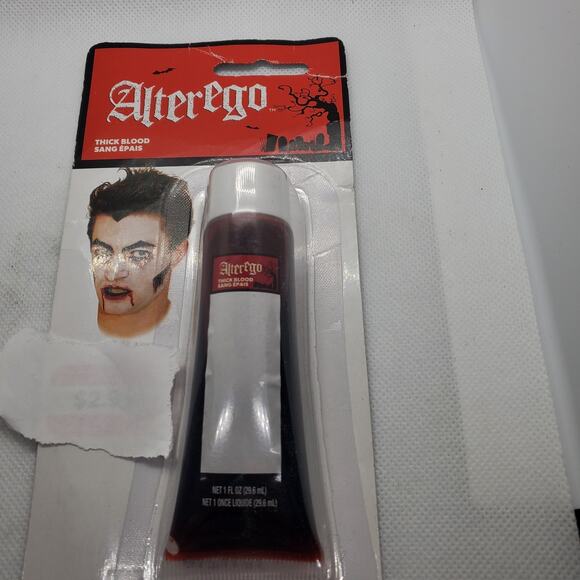 Alterego™
THICK BLOOD
SANG ÉPAIS
Alterego
THICK BLOOD
SANG ÉPAIS
NET 1 FL OZ (29.6 mL)
NET 1 ONCE LIQUIDE (29.6 mL)